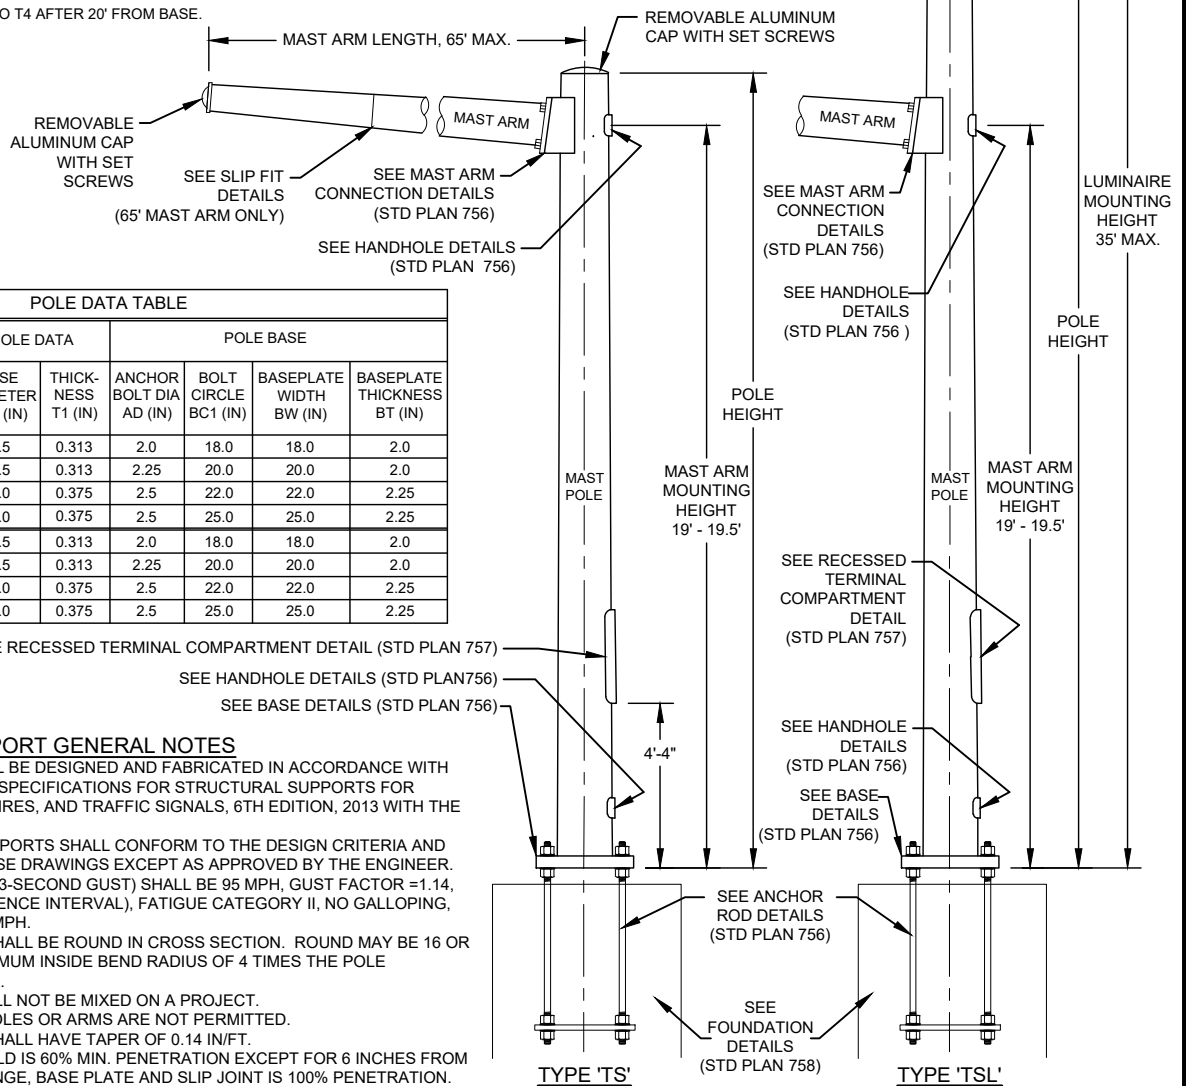 O T4 AFTER 20' FROM BASE.
MAST ARM LENGTH, 65' MAX.
REMOVABLE ALUMINUM
CAP WITH SET SCREWS
REMOVABLE
ALUMINUM CAP
WITH SET
SCREWS
MAST ARM
SEE SLIP FIT
DETAILS
(65' MAST ARM ONLY)
SEE MAST ARM
CONNECTION DETAILS
(STD PLAN 756)
SEE HANDHOLE DETAILS
(STD PLAN 756)
MAST ARM
SEE MAST ARM
CONNECTION
DETAILS
(STD PLAN 756)
SEE HANDHOLE
DETAILS
(STD PLAN 756 )
LUMINAIRE
MOUNTING
HEIGHT
35' MAX.
POLE
HEIGHT
POLE
HEIGHT
MAST
POLE
MAST ARM
MOUNTING
HEIGHT
19' - 19.5'
MAST
POLE
MAST ARM
MOUNTING
HEIGHT
19' - 19.5'
POLE DATA TABLE
OLE DATA POLE BASE
SE THICK- ANCHOR BOLT BASEPLATE BASEPLATE
ETER NESS BOLT DIA CIRCLE WIDTH THICKNESS
(IN) T1 (IN) AD (IN) BC1 (IN) BW (IN) BT (IN)
.5 0.313 2.0 18.0 18.0 2.0
.5 0.313 2.25 20.0 20.0 2.0
.0 0.375 2.5 22.0 22.0 2.25
.0 0.375 2.5 25.0 25.0 2.25
.5 0.313 2.0 18.0 18.0 2.0
.5 0.313 2.25 20.0 20.0 2.0
.0 0.375 2.5 22.0 22.0 2.25
.0 0.375 2.5 25.0 25.0 2.25
E RECESSED TERMINAL COMPARTMENT DETAIL (STD PLAN 757)
SEE HANDHOLE DETAILS (STD PLAN756)
SEE BASE DETAILS (STD PLAN 756)
4'-4"
SEE RECESSED
TERMINAL
COMPARTMENT
DETAIL
(STD PLAN 757)
SEE HANDHOLE
DETAILS
(STD PLAN 756)
SEE BASE
DETAILS
(STD PLAN 756)
PORT GENERAL NOTES
L BE DESIGNED AND FABRICATED IN ACCORDANCE WITH
SPECIFICATIONS FOR STRUCTURAL SUPPORTS FOR
IRES, AND TRAFFIC SIGNALS, 6TH EDITION, 2013 WITH THE
PORTS SHALL CONFORM TO THE DESIGN CRITERIA AND
SE DRAWINGS EXCEPT AS APPROVED BY THE ENGINEER.
3-SECOND GUST) SHALL BE 95 MPH, GUST FACTOR =1.14,
ENCE INTERVAL), FATIGUE CATEGORY II, NO GALLOPING,
MPH.
HALL BE ROUND IN CROSS SECTION. ROUND MAY BE 16 OR
MUM INSIDE BEND RADIUS OF 4 TIMES THE POLE
.
LL NOT BE MIXED ON A PROJECT.
OLES OR ARMS ARE NOT PERMITTED.
HALL HAVE TAPER OF 0.14 IN/FT.
LD IS 60% MIN. PENETRATION EXCEPT FOR 6 INCHES FROM
NGE, BASE PLATE AND SLIP JOINT IS 100% PENETRATION.
SEE ANCHOR
ROD DETAILS
(STD PLAN 756)
SEE
FOUNDATION
DETAILS
(STD PLAN 758)
TYPE 'TS'
TYPE 'TSL'